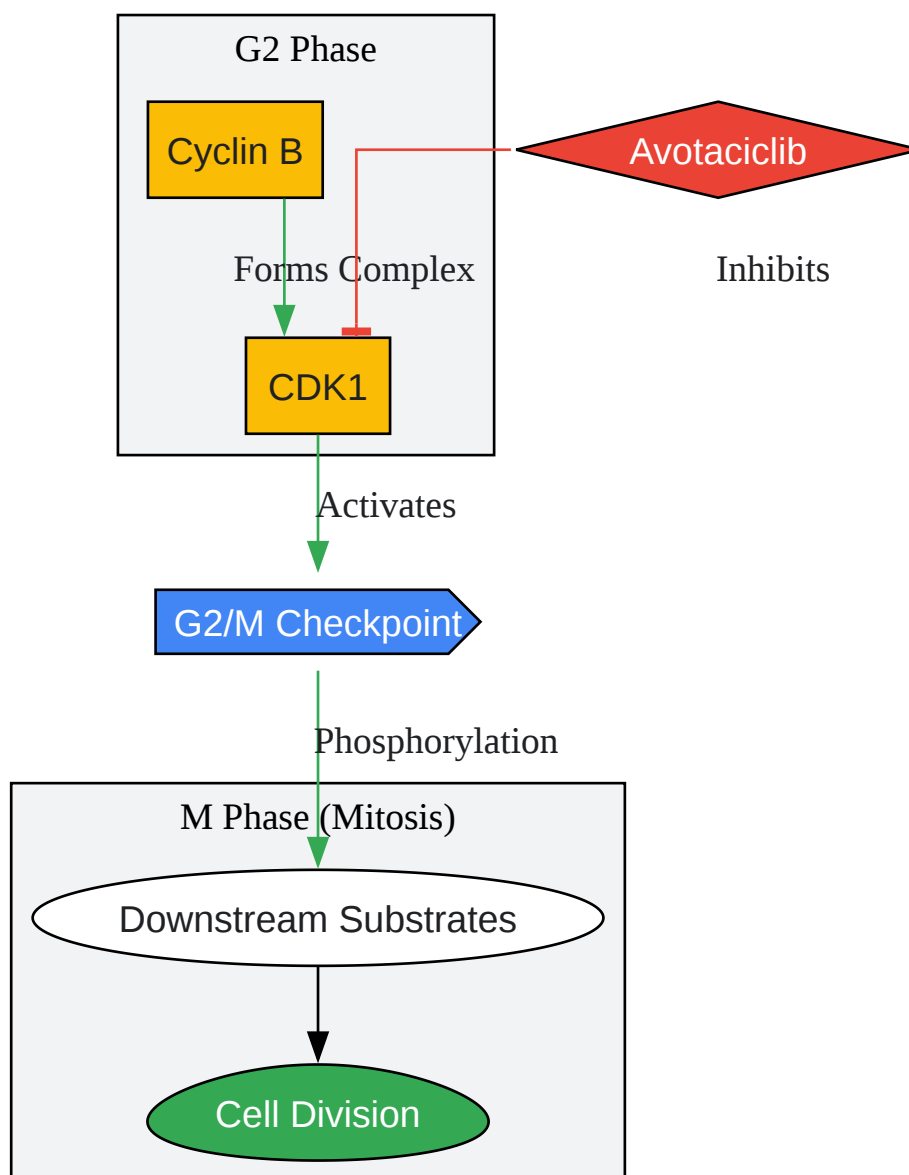 G2 Phase
Cyclin B
Avotaciclib
Forms Complex
Inhibits
CDK1
Activates
G2/M Checkpoint
Phosphorylation
M Phase (Mitosis)
Downstream Substrates
Cell Division